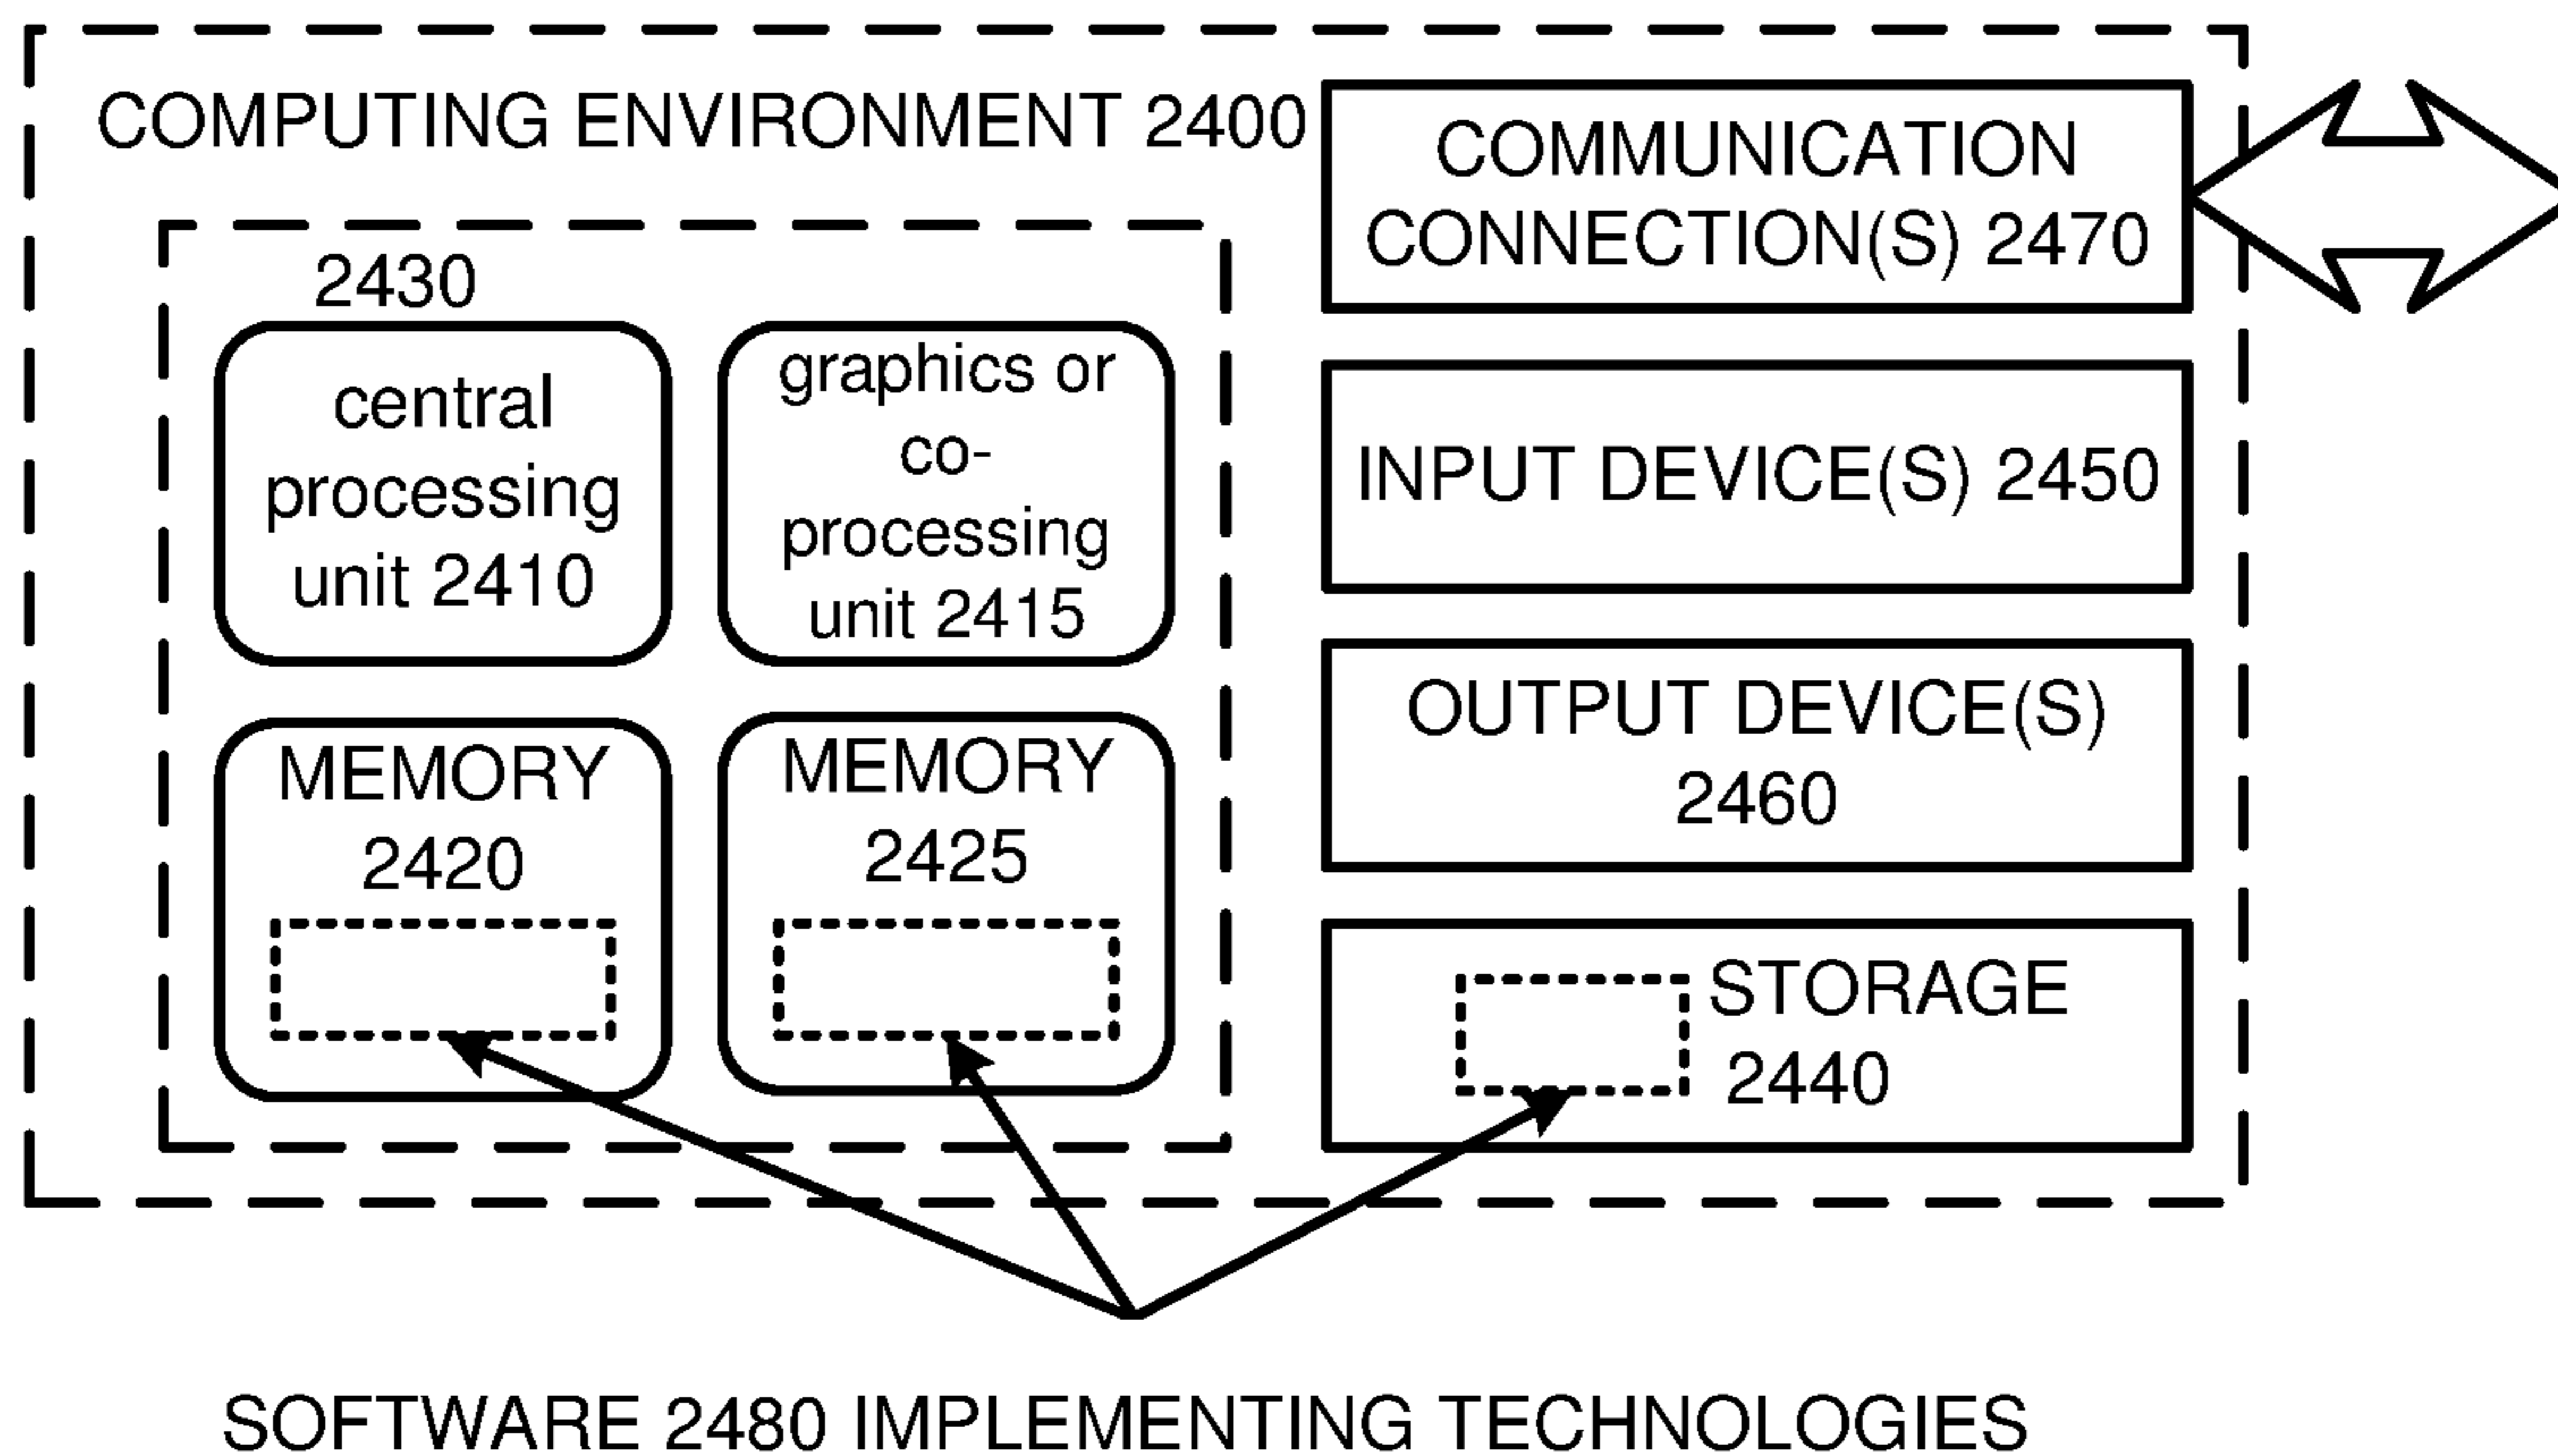 COMPUTING ENVIRONMENT 2400
2430
central
processing
unit 2410
graphics or
co-
processing
unit 2415
MEMORY
2420
MEMORY
2425
COMMUNICATION
CONNECTION(S) 2470
INPUT DEVICE(S) 2450
OUTPUT DEVICE(S)
2460
STORAGE
2440
SOFTWARE 2480 IMPLEMENTING TECHNOLOGIES